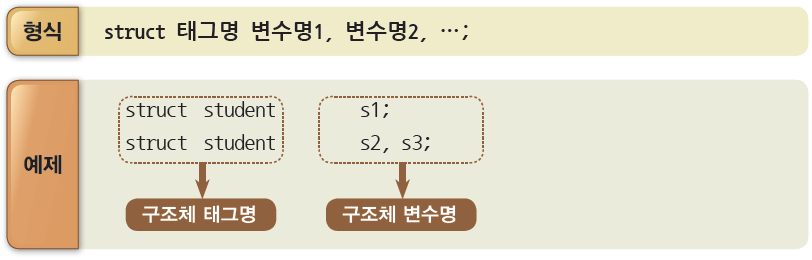 형식
struct 태그명 변수명1, 변수명2, …;
예제
struct student s1;
struct student s2, s3;
구조체 태그명 구조체 변수명